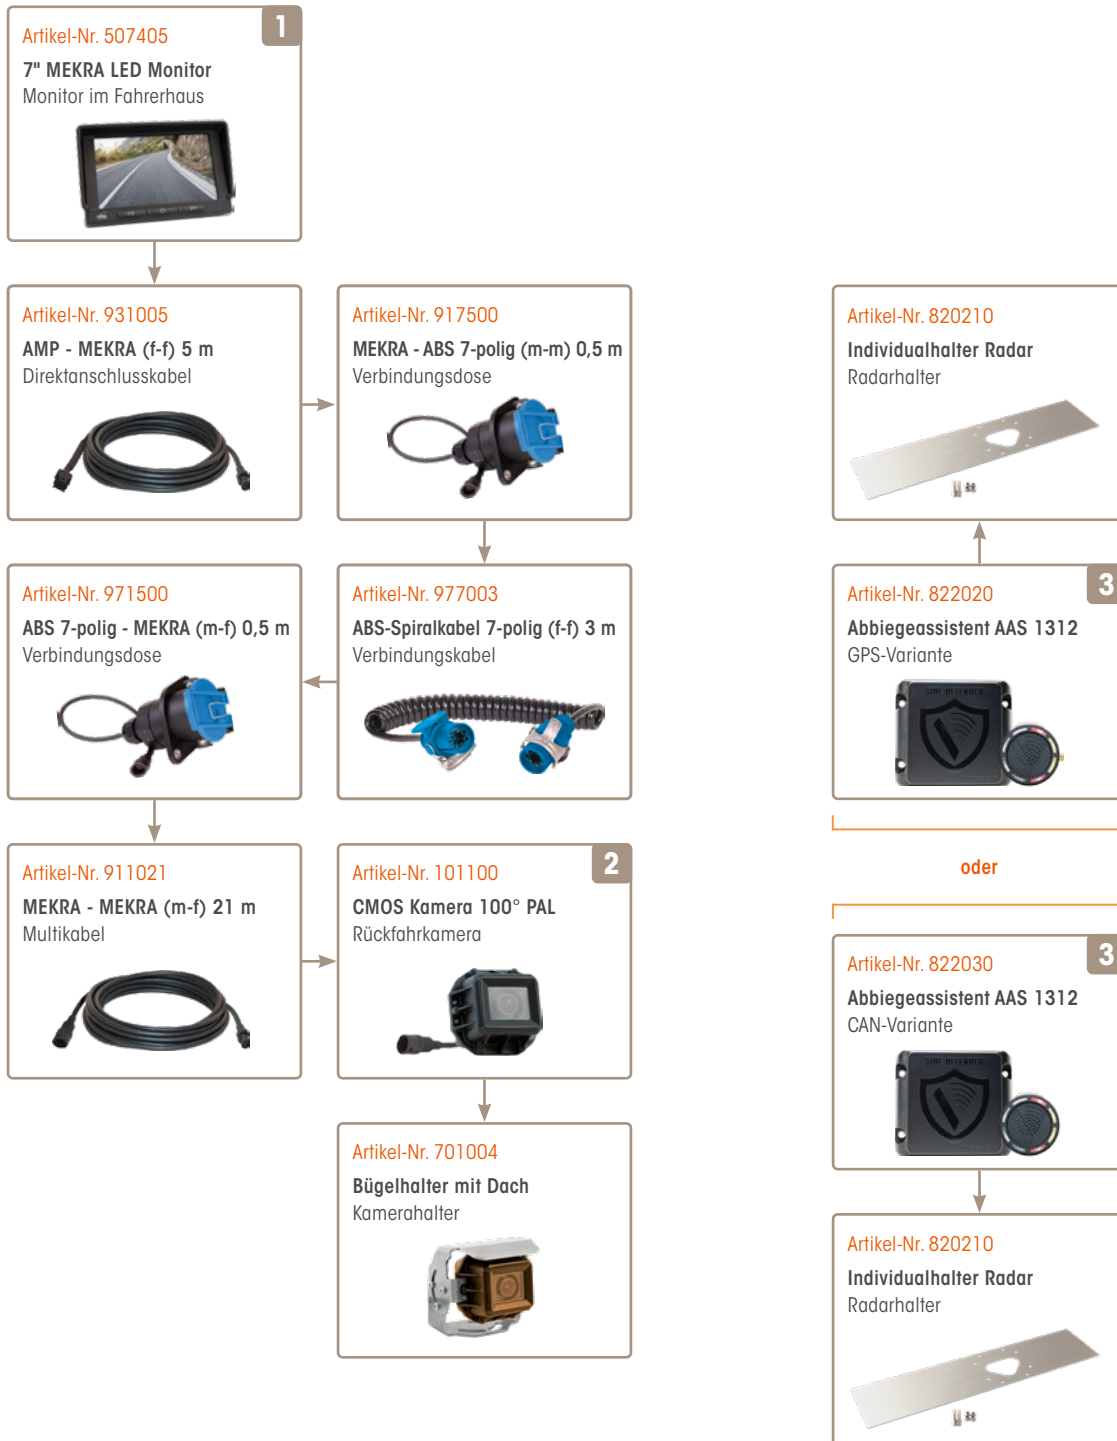 1
Artikel-Nr. 507405
7" MEKRA LED Monitor
Monitor im Fahrerhaus
Artikel-Nr. 931005
AMP - MEKRA (f-f) 5 m
Direktanschlusskabel
Artikel-Nr. 917500
MEKRA - ABS 7-polig (m-m) 0,5 m
Verbindungsdose
Artikel-Nr. 971500
ABS 7-polig - MEKRA (m-f) 0,5 m
Verbindungsdose
Artikel-Nr. 977003
ABS-Spiralkabel 7-polig (f-f) 3 m
Verbindungskabel
Artikel-Nr. 911021
MEKRA - MEKRA (m-f) 21 m
Multikabel
2
Artikel-Nr. 101100
CMOS Kamera 100° PAL
Rückfahrkamera
Artikel-Nr. 701004
Bügelhalter mit Dach
Kamerahalter
Artikel-Nr. 820210
Individualhalter Radar
Radarhalter
3
Artikel-Nr. 822020
Abbiegeassistent AAS 1312
GPS-Variante
SIDE DEFENDER
oder
3
Artikel-Nr. 822030
Abbiegeassistent AAS 1312
CAN-Variante
SIDE DEFENDER
Artikel-Nr. 820210
Individualhalter Radar
Radarhalter